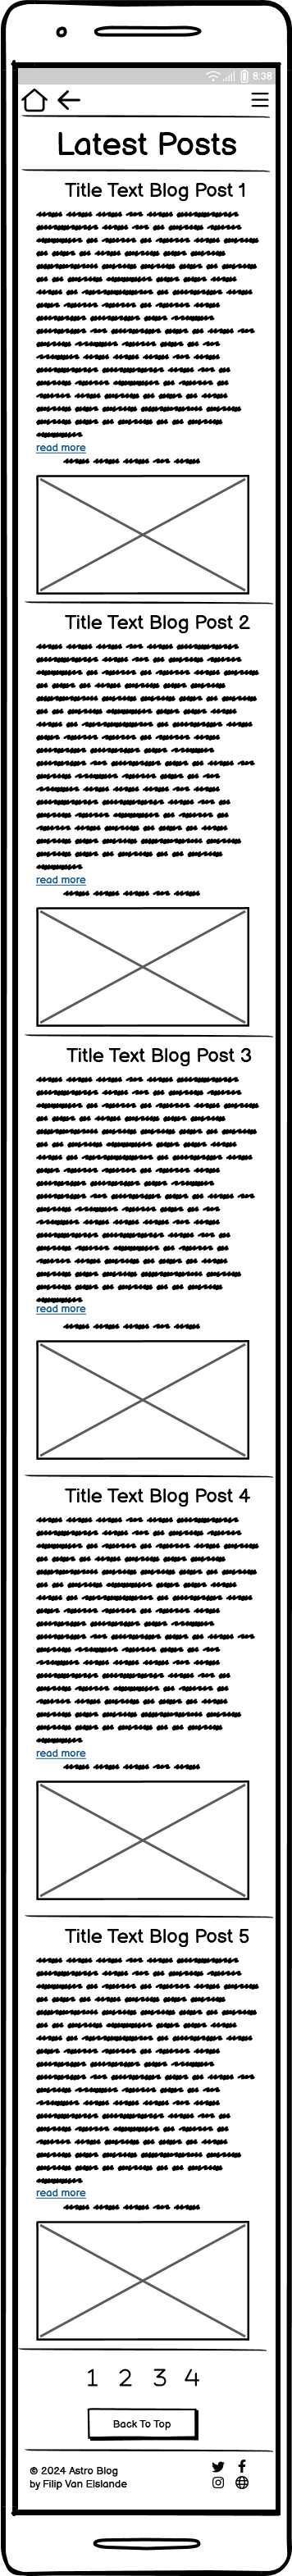 8:38
Latest Posts
Title Text Blog Post 1
read more
Title Text Blog Post 2
read more
Title Text Blog Post 3
read more
Title Text Blog Post 4
read more
Title Text Blog Post 5
read more
1 2 3 4
Back To Top
© 2024 Astro Blog
by Filip Van Elslande